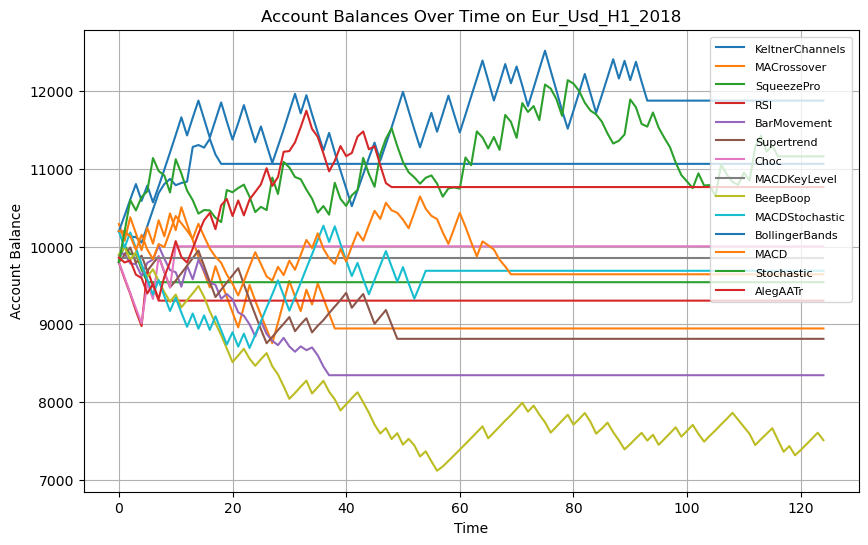 Account Balances Over Time on Eur_Usd_H1_2018
Account Balance
12000
11000
10000
9000
8000
7000
KeltnerChannels
MACrossover
SqueezePro
RSI
BarMovement
Supertrend
Choc
MACDKeyLevel
BeepBoop
MACDStochastic
BollingerBands
MACD
Stochastic
AlegAATr
0 20 40 60 80 100 120
Time